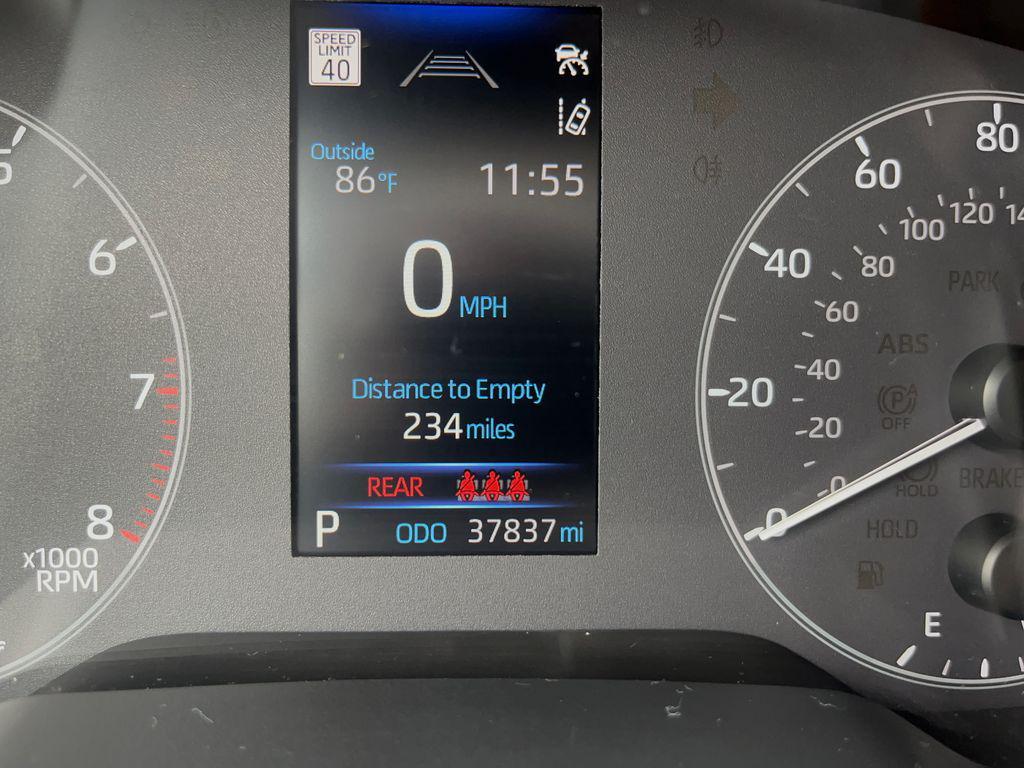 SPEED
LIMIT
40
Outside
86°F
11:55
0 MPH
Distance to Empty
234 miles
REAR
P ODO 37837 mi
6
7
8
x1000
RPM
80
60
40
20
0
120
100
80
60
40
20
0
PARK
ABS
P A
OFF
HOLD
BRAKE
HOLD
E